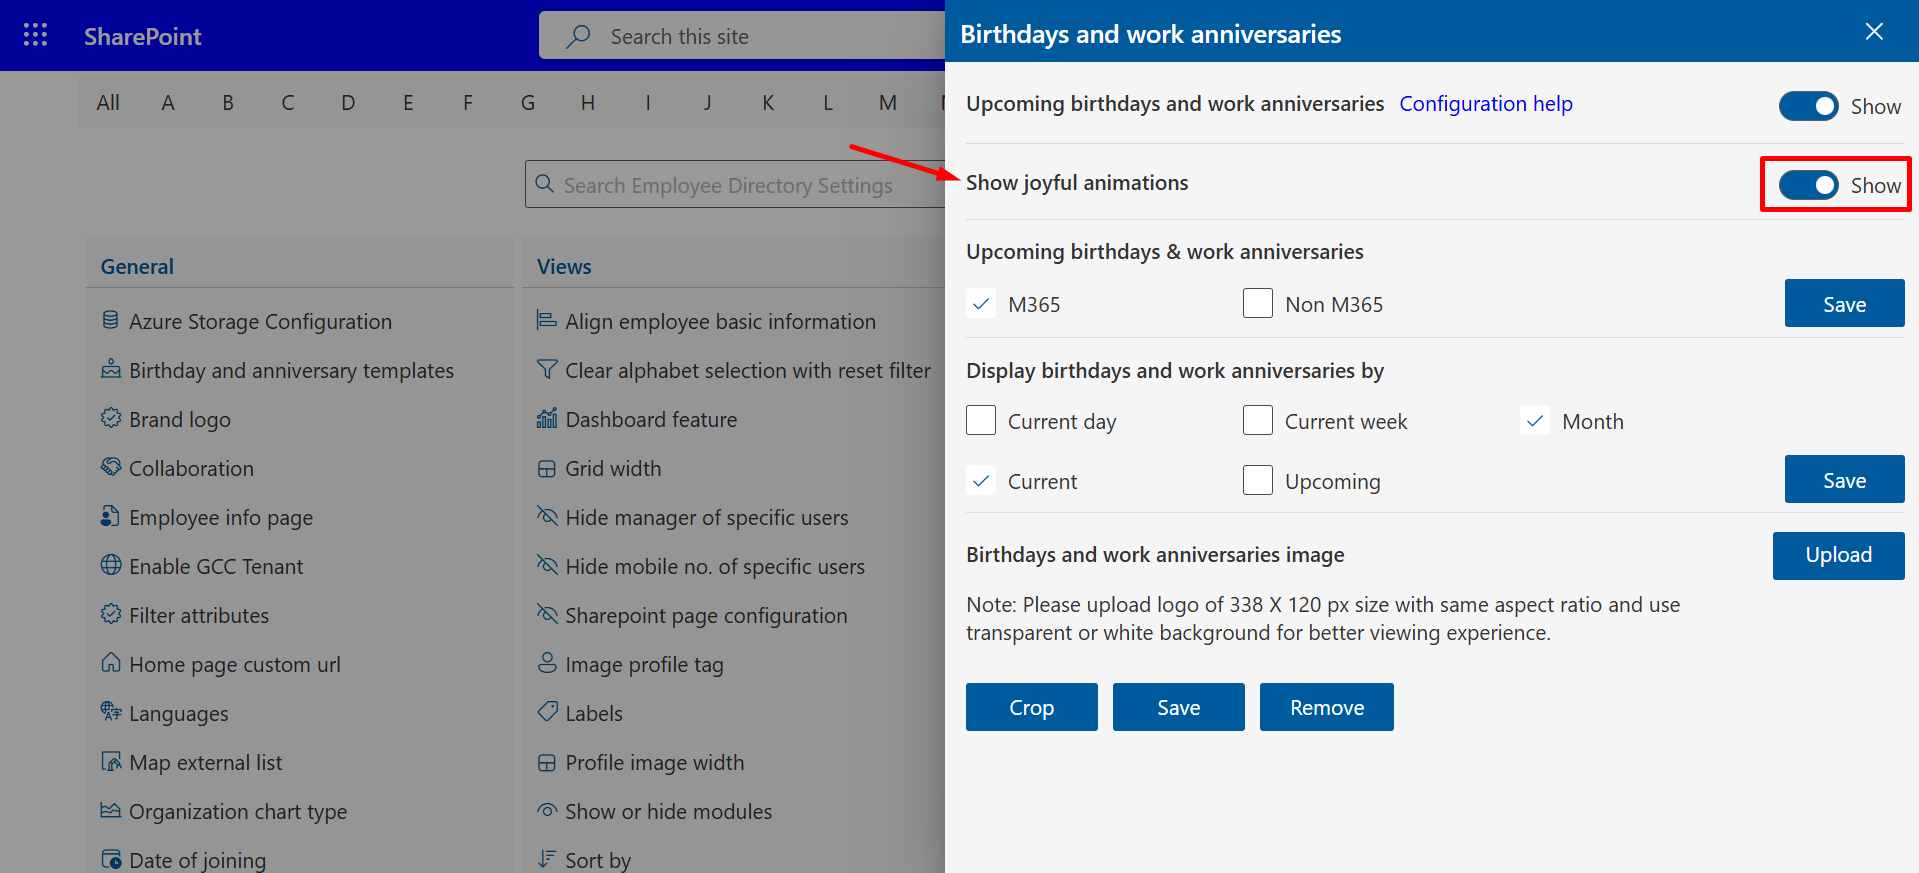 SharePoint
Search this site
All A B C D E F G H I J K L M
Search Employee Directory Settings
General
Azure Storage Configuration
Birthday and anniversary templates
Brand logo
Collaboration
Employee info page
Enable GCC Tenant
Filter attributes
Home page custom url
Languages
Map external list
Organization chart type
Date of joining
Views
Align employee basic information
Clear alphabet selection with reset filter
Dashboard feature
Grid width
Hide manager of specific users
Hide mobile no. of specific users
Sharepoint page configuration
Image profile tag
Labels
Profile image width
Show or hide modules
Sort by
Birthdays and work anniversaries
Upcoming birthdays and work anniversaries Configuration help Show
Show joyful animations Show
Upcoming birthdays & work anniversaries
M365 Non M365 Save
Display birthdays and work anniversaries by
Current day Current week Month
Current Upcoming Save
Birthdays and work anniversaries image Upload
Note: Please upload logo of 338 X 120 px size with same aspect ratio and use
transparent or white background for better viewing experience.
Crop Save Remove